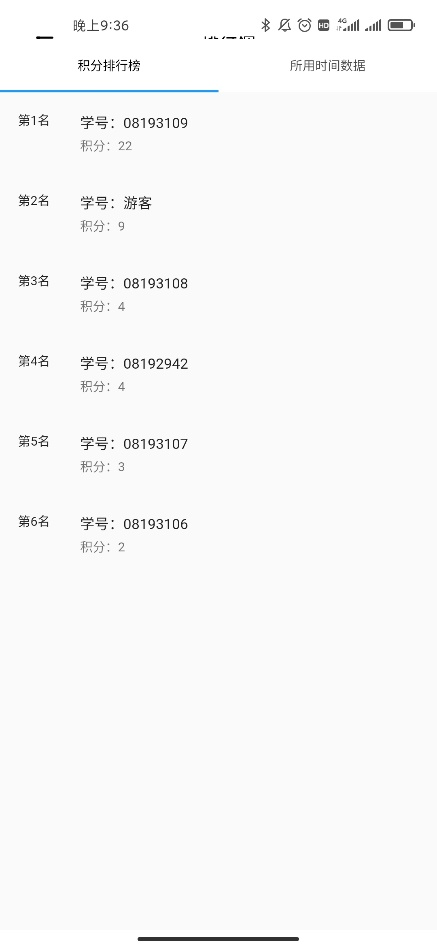 晚上9:36
HD
4G
积分排行榜
所用时间数据
第1名
学号：08193109
积分：22
第2名
学号：游客
积分：9
第3名
学号：08193108
积分：4
第4名
学号：08192942
积分：4
第5名
学号：08193107
积分：3
第6名
学号：08193106
积分：2